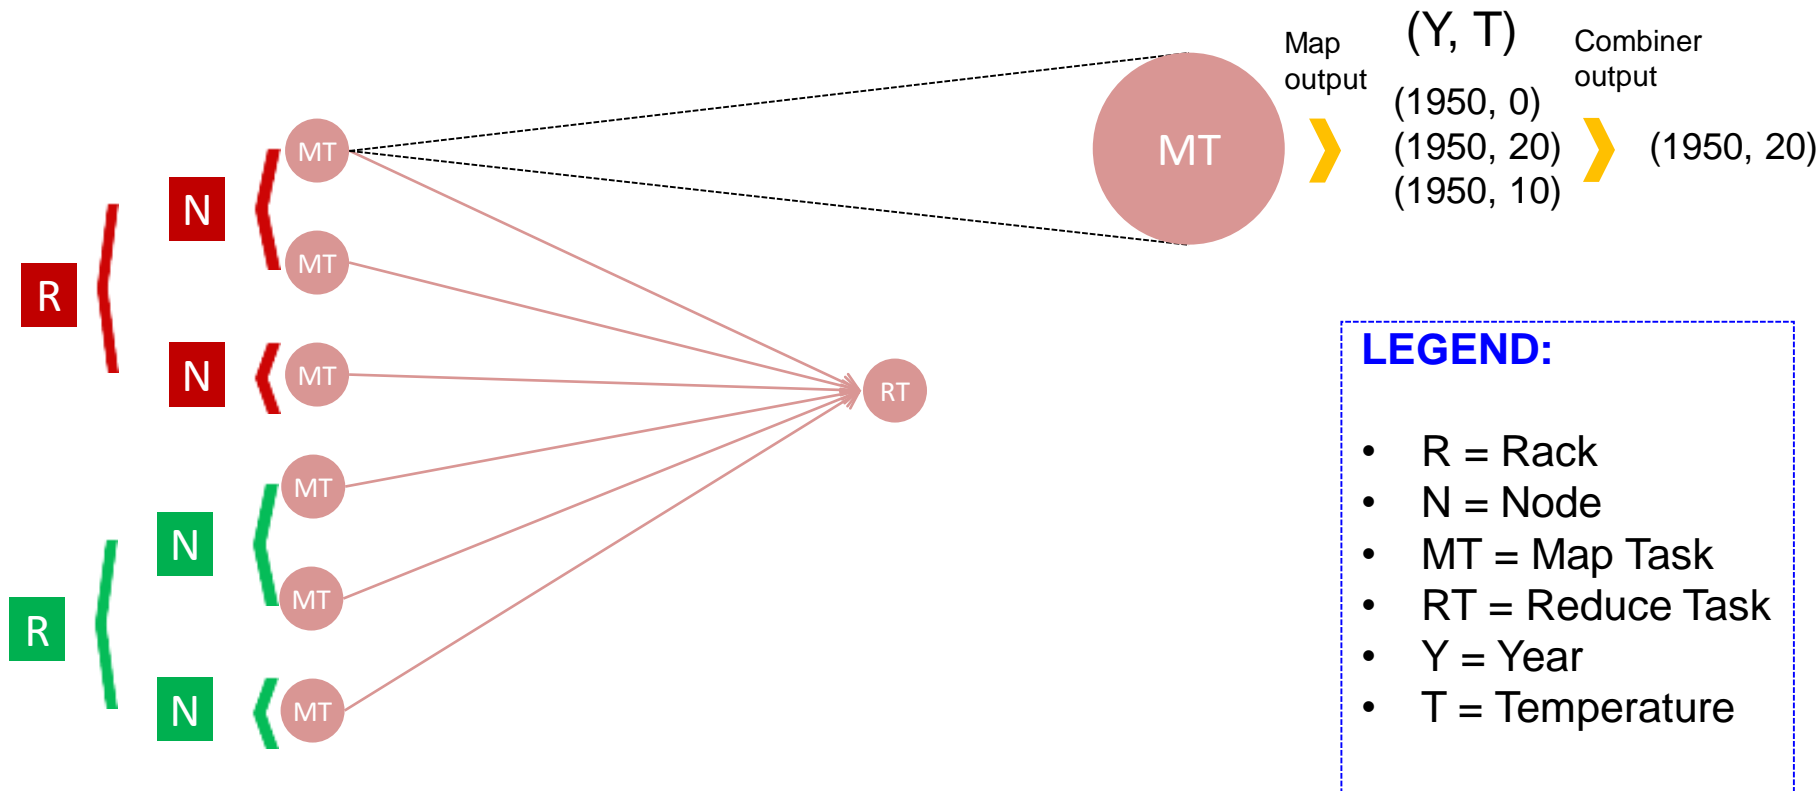 Map
output
(Y, T)
Combiner
output
(1950, 0)
(1950, 20)
(1950, 10)
(1950, 20)
MT
MT
N
MT
R
N
MT
RT
MT
N
MT
R
N
MT
LEGEND:
• R = Rack
• N = Node
• MT = Map Task
• RT = Reduce Task
• Y = Year
• T = Temperature